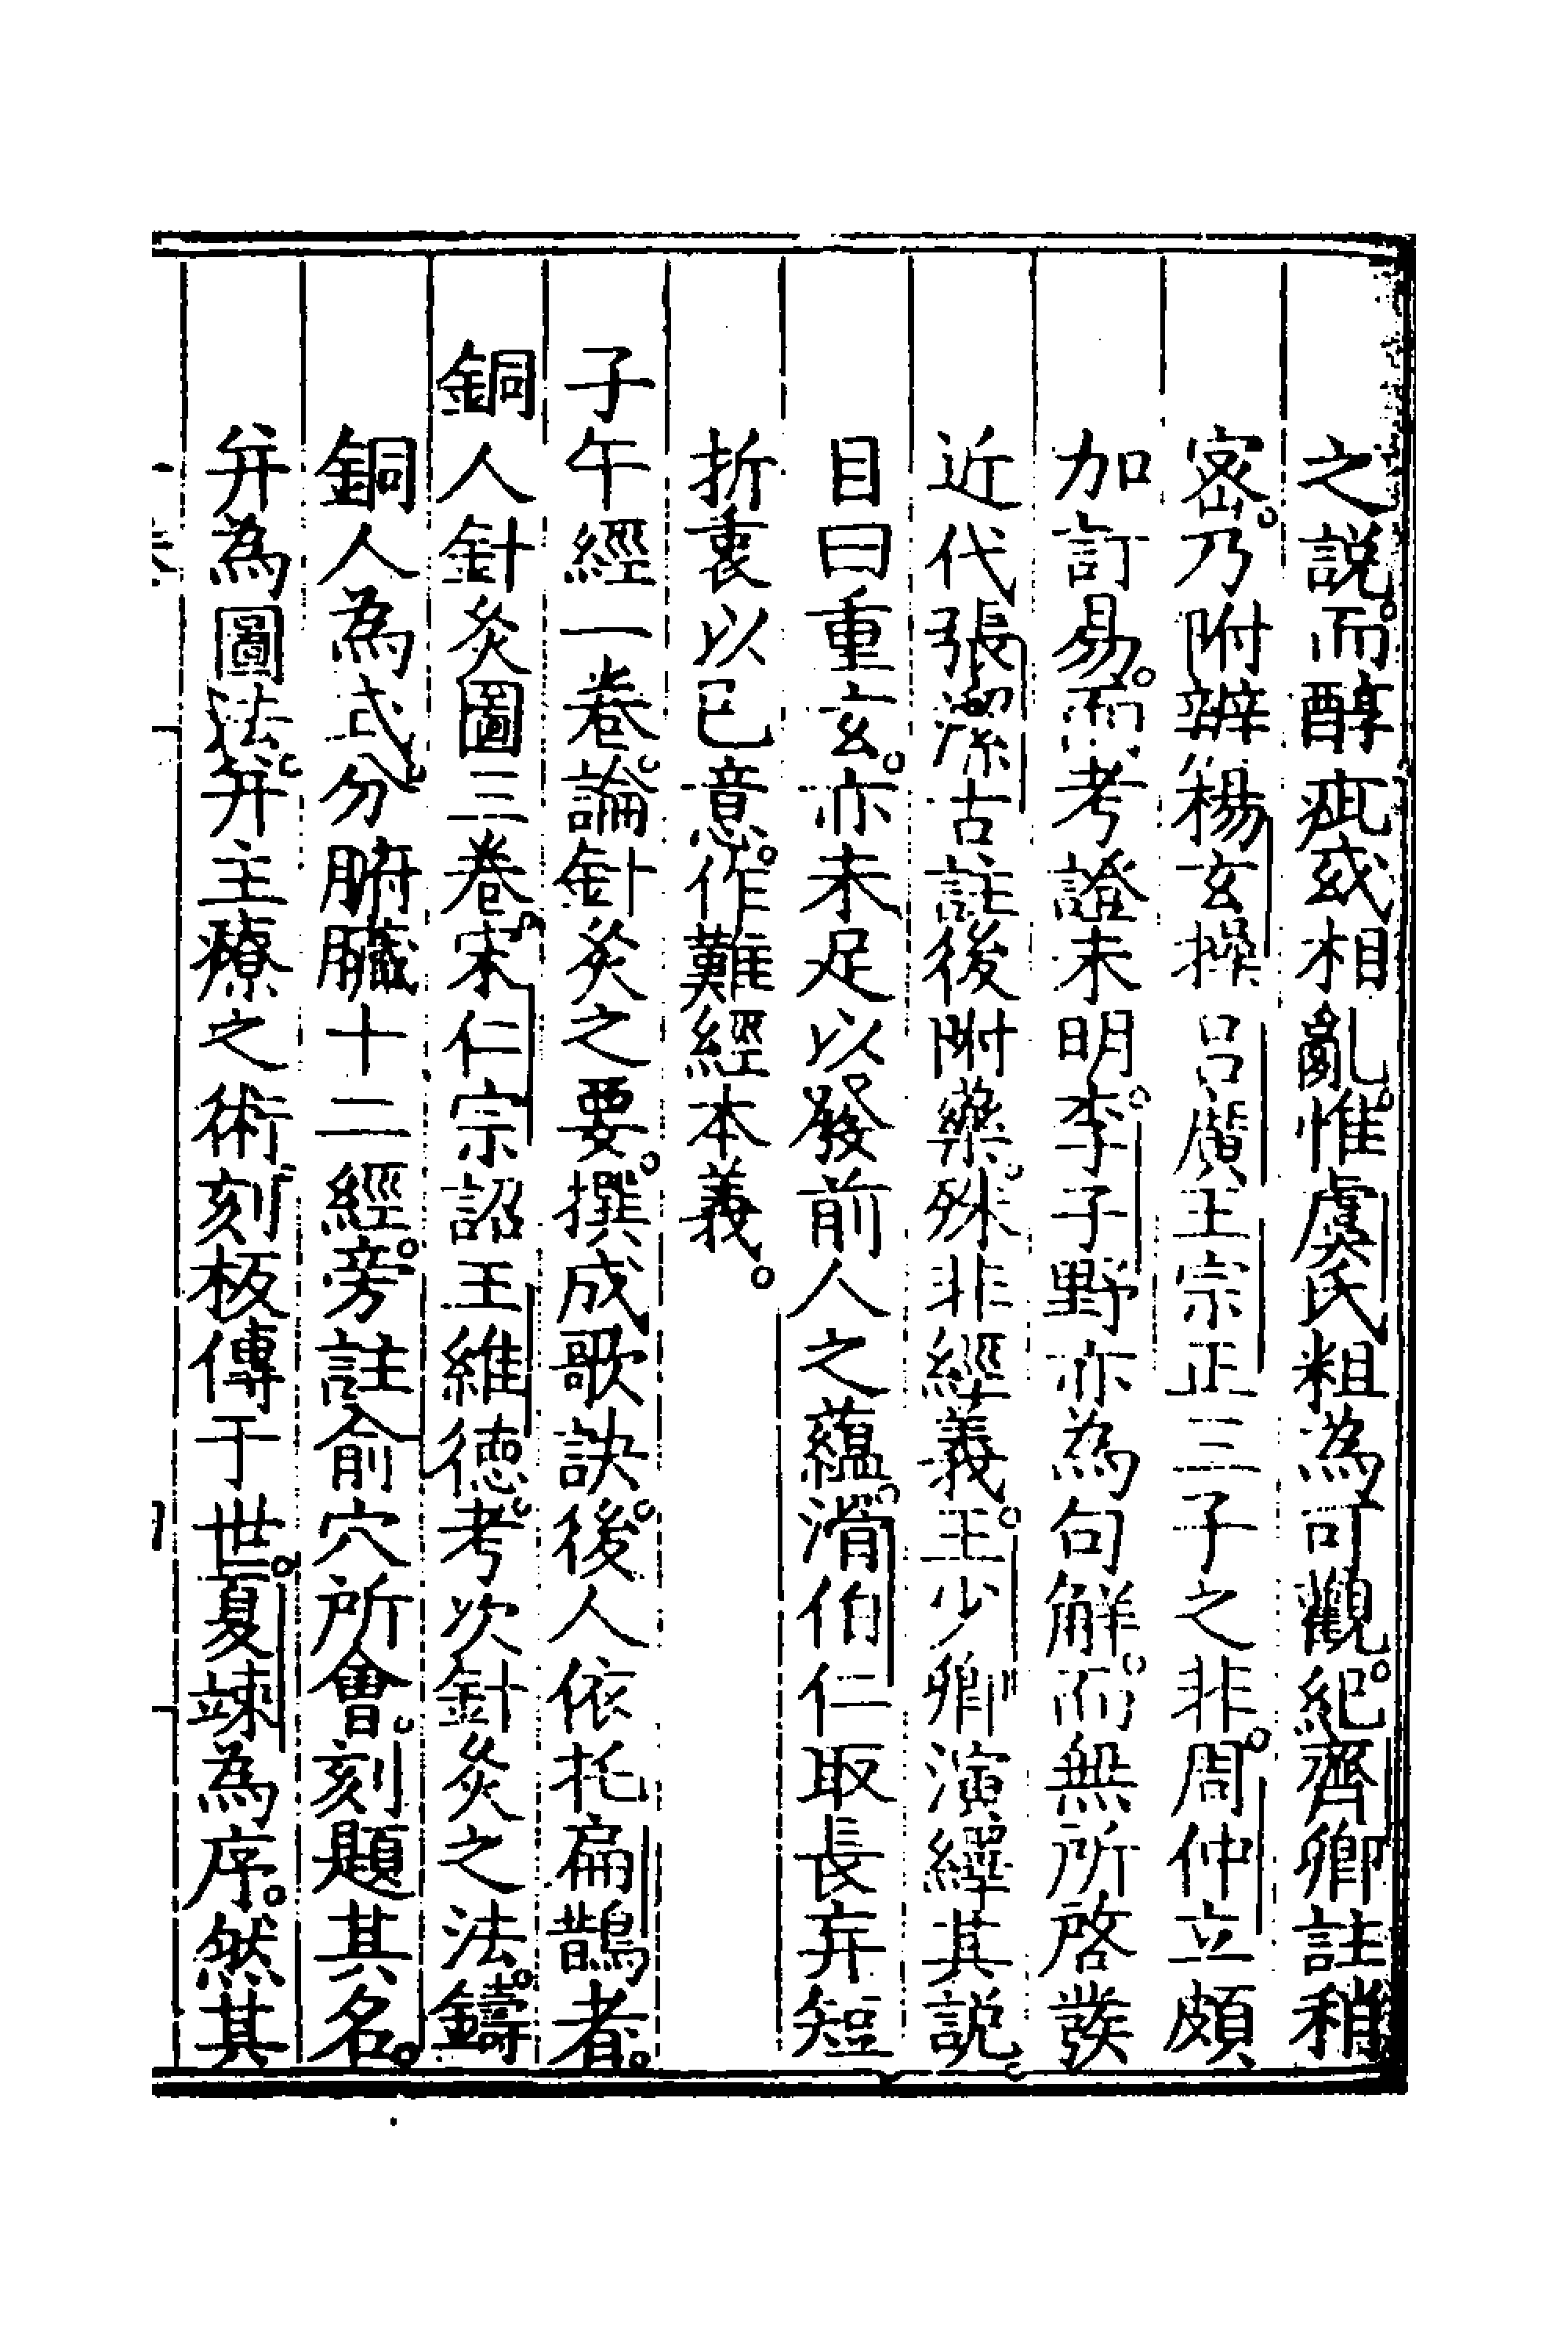 之説而醇疵或相亂惟虞氏粗為可觀紀齊卿註稍
密乃附辨楊玄操呂廣王宗正三子之非周仲立頗
加訂易而考證未明李子野亦為句解而無所啓發
近代張潔古註後附藥殊非經義王少卿演繹其説
目曰重玄亦未足以發前人之蘊滑伯仁取長弃短
折衷以已意作難經本義
子午經一卷論針灸之要撰成歌訣後人依托扁鵲者
銅人針灸圖三卷宋仁宗詔王維德考次針灸之法鑄
銅人為式分腑臟十二經旁註俞穴所會刻題其名
并為圖法并主療之術刻板傳于世夏竦為序然其